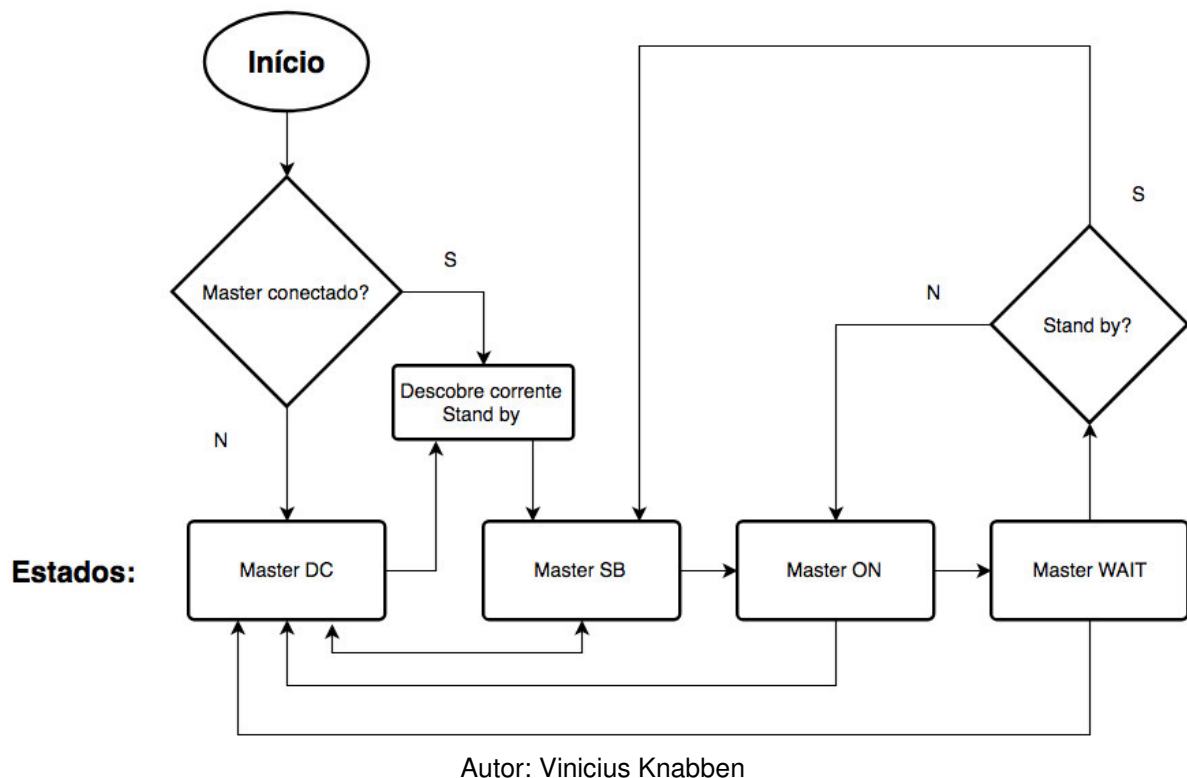 Início
Master conectado?
S
N
Descobre corrente
Stand by
S
N
Stand by?
Estados:
Master DC
Master SB
Master ON
Master WAIT
Autor: Vinicius Knabben